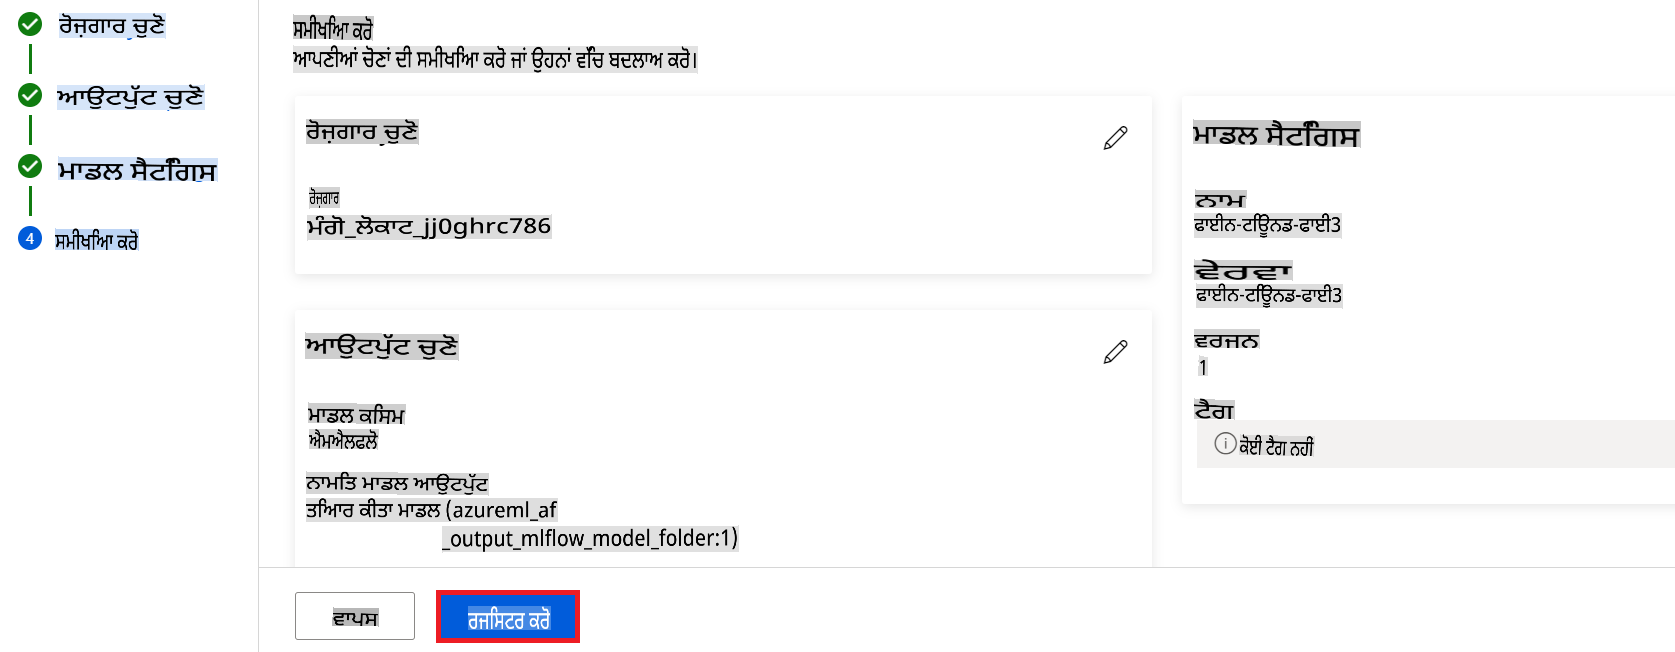 ਰੋਜ਼ਗਾਰ ਚੁਣੋ
ਆਉਟਪੁੱਟ ਚੁਣੋ
ਮਾਡਲ ਸੈਟਿੰਗਸ
4 ਸਮੀਖਿਆ ਕਰੋ
ਸਮੀਖਿਆ ਕਰੋ
ਆਪਣੀਆਂ ਚੋਣਾਂ ਦੀ ਸਮੀਖਿਆ ਕਰੋ ਜਾਂ ਉਹਨਾਂ ਵਿੱਚ ਬਦਲਾਅ ਕਰੋ।
ਰੋਜ਼ਗਾਰ ਚੁਣੋ
ਰੋਜ਼ਗਾਰ
ਮੰਗੋ_ਲੋਕਾਟ_jj0ghrc786
ਆਉਟਪੁੱਟ ਚੁਣੋ
ਮਾਡਲ ਕਿਸਮ
ਐਮਐਲਫਲੋ
ਨਾਮਤਿ ਮਾਡਲ ਆਉਟਪੁੱਟ
ਤਿਆਰ ਕੀਤਾ ਮਾਡਲ (azureml_af
_output_mlflow_model_folder:1)
ਮਾਡਲ ਸੈਟਿੰਗਸ
ਨਾਮ
ਫਾਈਨ-ਟਿਊਨਡ-ਫਾਈ3
ਵੇਰਵਾ
ਫਾਈਨ-ਟਿਊਨਡ-ਫਾਈ3
ਵਰਜਨ
1
ਟੈਗ
ਕੋਈ ਟੈਗ ਨਹੀਂ
ਵਾਪਸ
ਰਜਿਸਟਰ ਕਰੋ